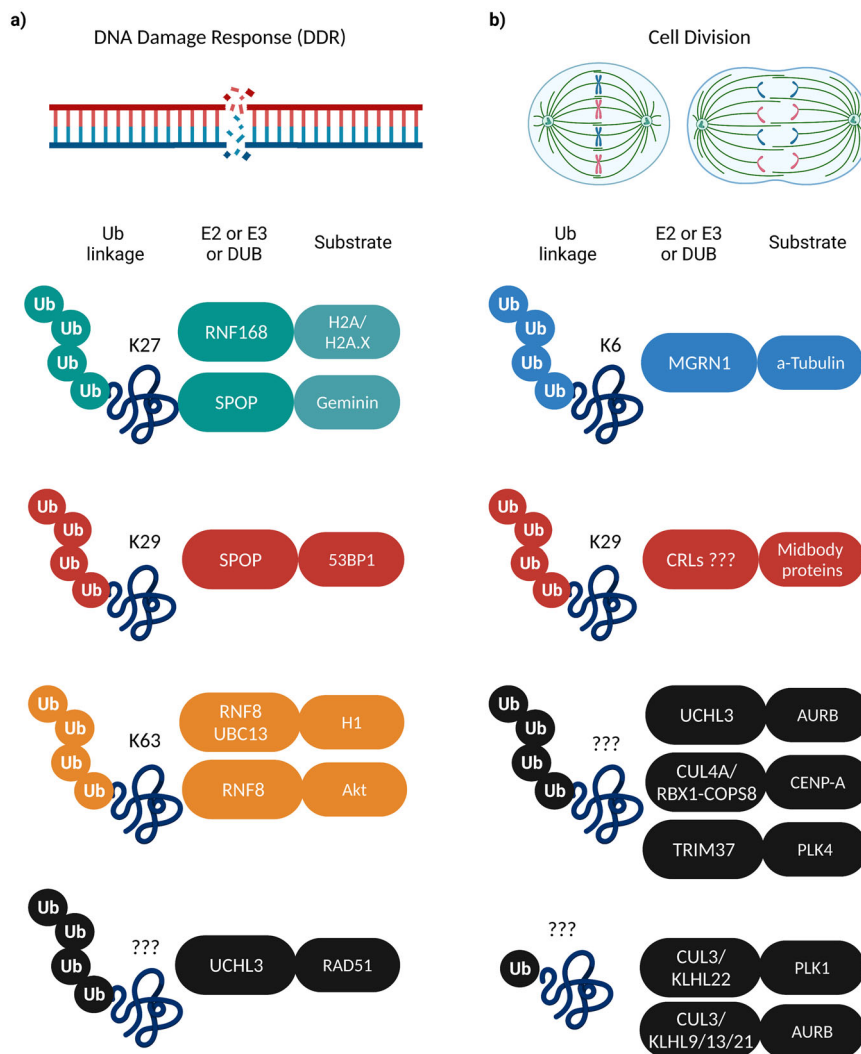 a)
DNA Damage Response (DDR)
Ub
linkage
E2 or E3
or DUB
Substrate
Ub
Ub
Ub
Ub
K27
RNF168
H2A/
H2A.X
SPOP
Geminin
Ub
Ub
Ub
Ub
K29
SPOP
53BP1
Ub
Ub
Ub
Ub
K63
RNF8
UBC13
H1
RNF8
Akt
Ub
Ub
Ub
Ub
???
UCHL3
RAD51
b)
Cell Division
Ub
linkage
E2 or E3
or DUB
Substrate
Ub
Ub
Ub
Ub
K6
MGRN1
a-Tubulin
Ub
Ub
Ub
Ub
K29
CRLs ???
Midbody
proteins
Ub
Ub
Ub
Ub
???
UCHL3
AURB
CUL4A/
RBX1-COPS8
CENP-A
TRIM37
PLK4
Ub
???
CUL3/
KLHL22
PLK1
CUL3/
KLHL9/13/21
AURB